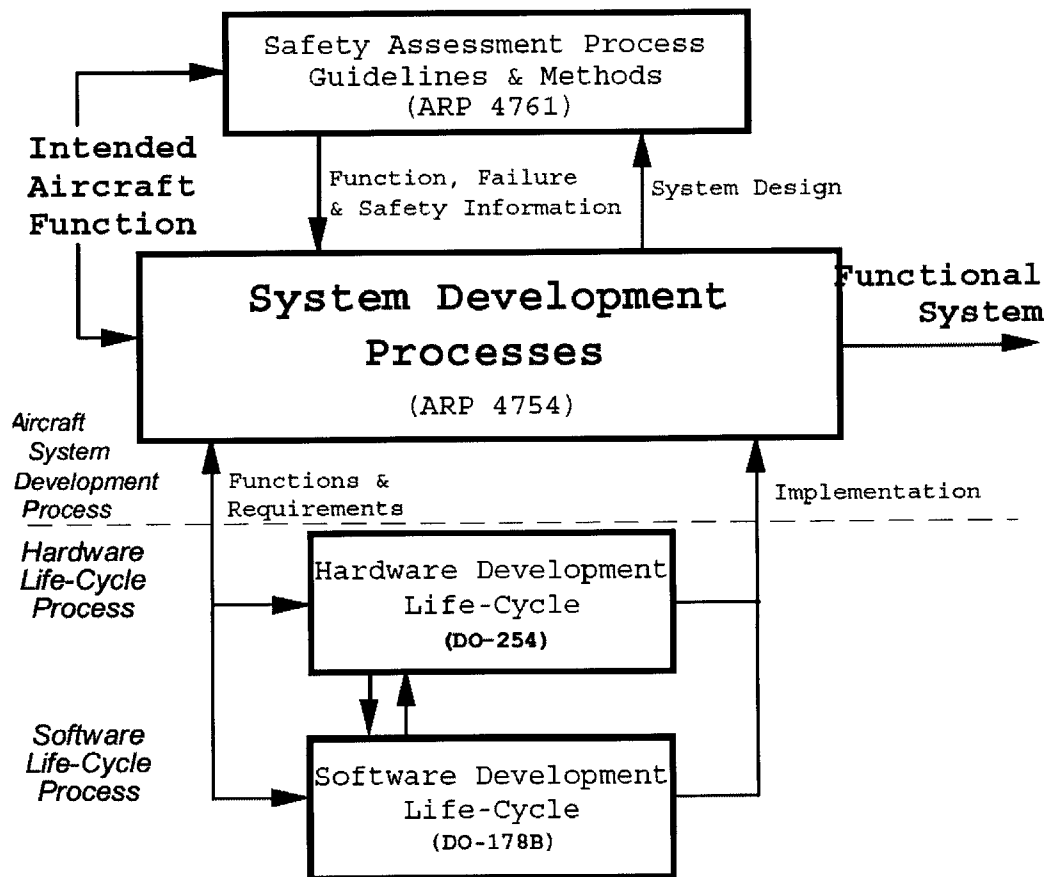 Safety Assessment Process
Guidelines & Methods
(ARP 4761)
Intended
Aircraft
Function
Function, Failure
& Safety Information
System Design
System Development
Processes
(ARP 4754)
Functional
System
Aircraft
System
Development
Process
Functions &
Requirements
Implementation
Hardware
Life-Cycle
Process
Hardware Development
Life-Cycle
(DO-254)
Software
Life-Cycle
Process
Software Development
Life-Cycle
(DO-178B)